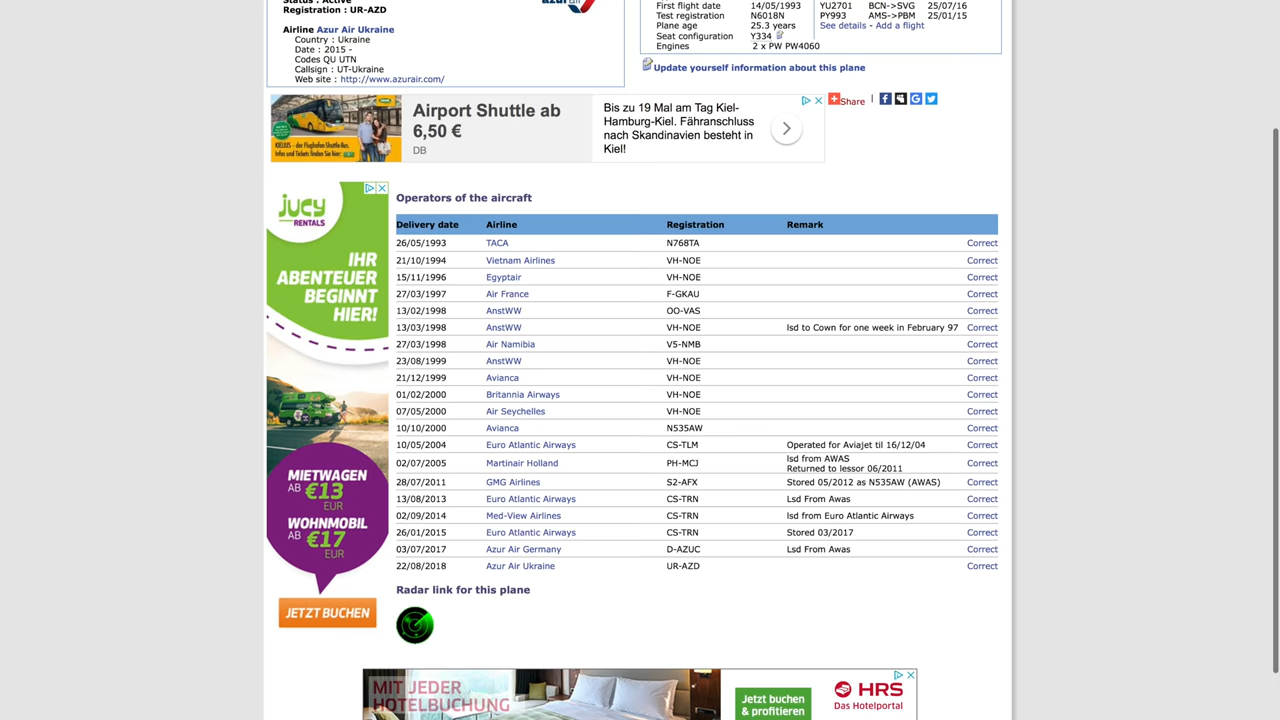 Status : Active
Registration : UR-AZD
Airline Azur Air Ukraine
Country : Ukraine
Date : 2015 -
Codes QU UTN
Callsign : UT-Ukraine
Web site : http://www.azurair.com/
First flight date 14/05/1993
Test registration N6018N
Plane age 25.3 years
Seat configuration Y334
Engines 2 x PW PW4060
YU2701 BCN->SVG 25/07/16
PY993 AMS->PBM 25/01/15
See details - Add a flight
Update yourself information about this plane
Airport Shuttle ab
6,50 €
DB
Bis zu 19 Mal am Tag Kiel-
Hamburg-Kiel. Fähranschluss
nach Skandinavien besteht in
Kiel!
Share |
JUCY
RENTALS
IHR
ABENTEUER
BEGINNT
HIER!
MIETWAGEN
AB €13
EUR
WOHNMOBIL
AB €17
EUR
JETZT BUCHEN
Operators of the aircraft
Delivery date Airline Registration Remark
26/05/1993 TACA N768TA Correct
21/10/1994 Vietnam Airlines VH-NOE Correct
15/11/1996 Egyptair VH-NOE Correct
27/03/1997 Air France F-GKAU Correct
13/02/1998 AnstWW OO-VAS Correct
13/03/1998 AnstWW VH-NOE lsd to Cown for one week in February 97 Correct
27/03/1998 Air Namibia V5-NMB Correct
23/08/1999 AnstWW VH-NOE Correct
21/12/1999 Avianca VH-NOE Correct
01/02/2000 Britannia Airways VH-NOE Correct
07/05/2000 Air Seychelles VH-NOE Correct
10/10/2000 Avianca N535AW Correct
10/05/2004 Euro Atlantic Airways CS-TLM Operated for Aviajet til 16/12/04 Correct
02/07/2005 Martinair Holland PH-MCJ lsd from AWAS Correct
Returned to lessor 06/2011
28/07/2011 GMG Airlines S2-AFX Stored 05/2012 as N535AW (AWAS) Correct
13/08/2013 Euro Atlantic Airways CS-TRN Lsd From Awas Correct
02/09/2014 Med-View Airlines CS-TRN lsd from Euro Atlantic Airways Correct
26/01/2015 Euro Atlantic Airways CS-TRN Stored 03/2017 Correct
03/07/2017 Azur Air Germany D-AZUC Lsd From Awas Correct
22/08/2018 Azur Air Ukraine UR-AZD Correct
Radar link for this plane
MIT JEDER
HOTELBUCHUNG
Jetzt buchen
& profitieren
HRS
Das Hotelportal